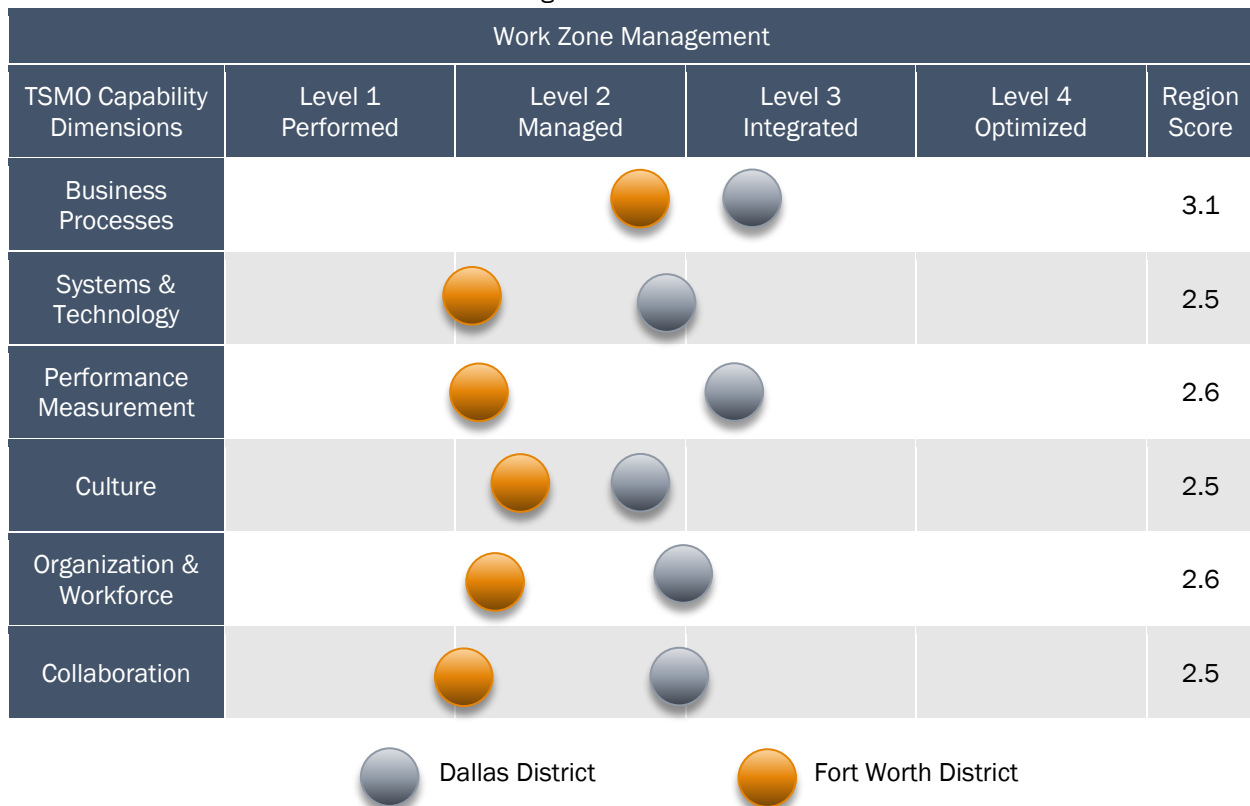 Work Zone Management
TSMO Capability
Dimensions
Level 1
Performed
Level 2
Managed
Level 3
Integrated
Level 4
Optimized
Region
Score
Business
Processes
3.1
Systems &
Technology
2.5
Performance
Measurement
2.6
Culture
2.5
Organization &
Workforce
2.6
Collaboration
2.5
Dallas District
Fort Worth District